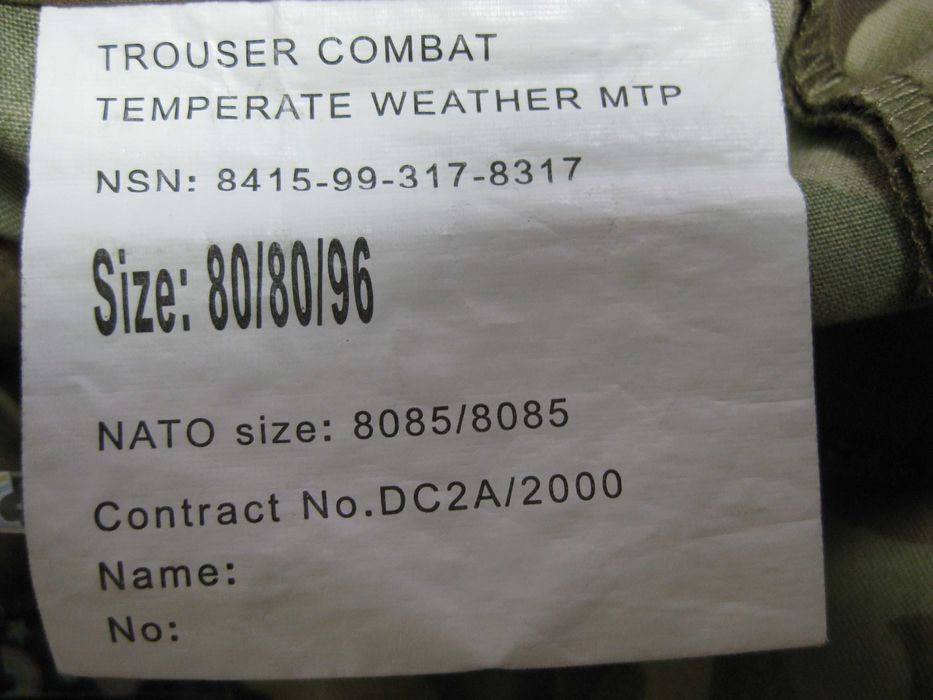 TROUSER COMBAT
TEMPERATE WEATHER MTP
NSN: 8415-99-317-8317
Size: 80/80/96
NATO size: 8085/8085
Contract No.DC2A/2000
Name:
No: